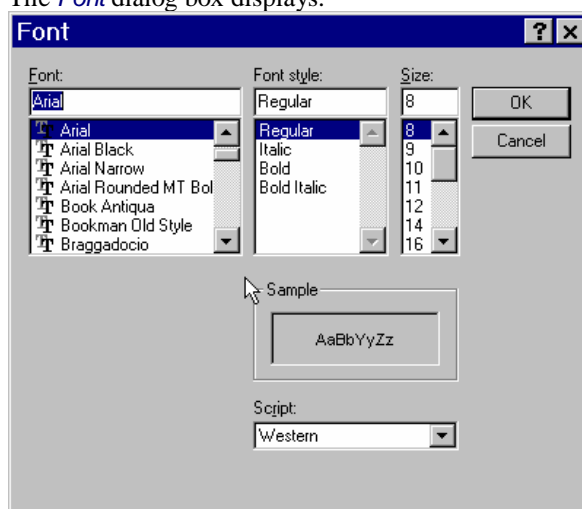 The Font dialog box displays.
Font
Font: Font style: Size:
Arial Regular 8 OK
Arial Regular 8 Cancel
Arial Black Italic 9
Arial Narrow Bold 10
Arial Rounded MT Bol Bold Italic 11
Book Antiqua 12
Bookman Old Style 14
Braggadocio 16
Sample
AaBbYyZz
Script:
Western